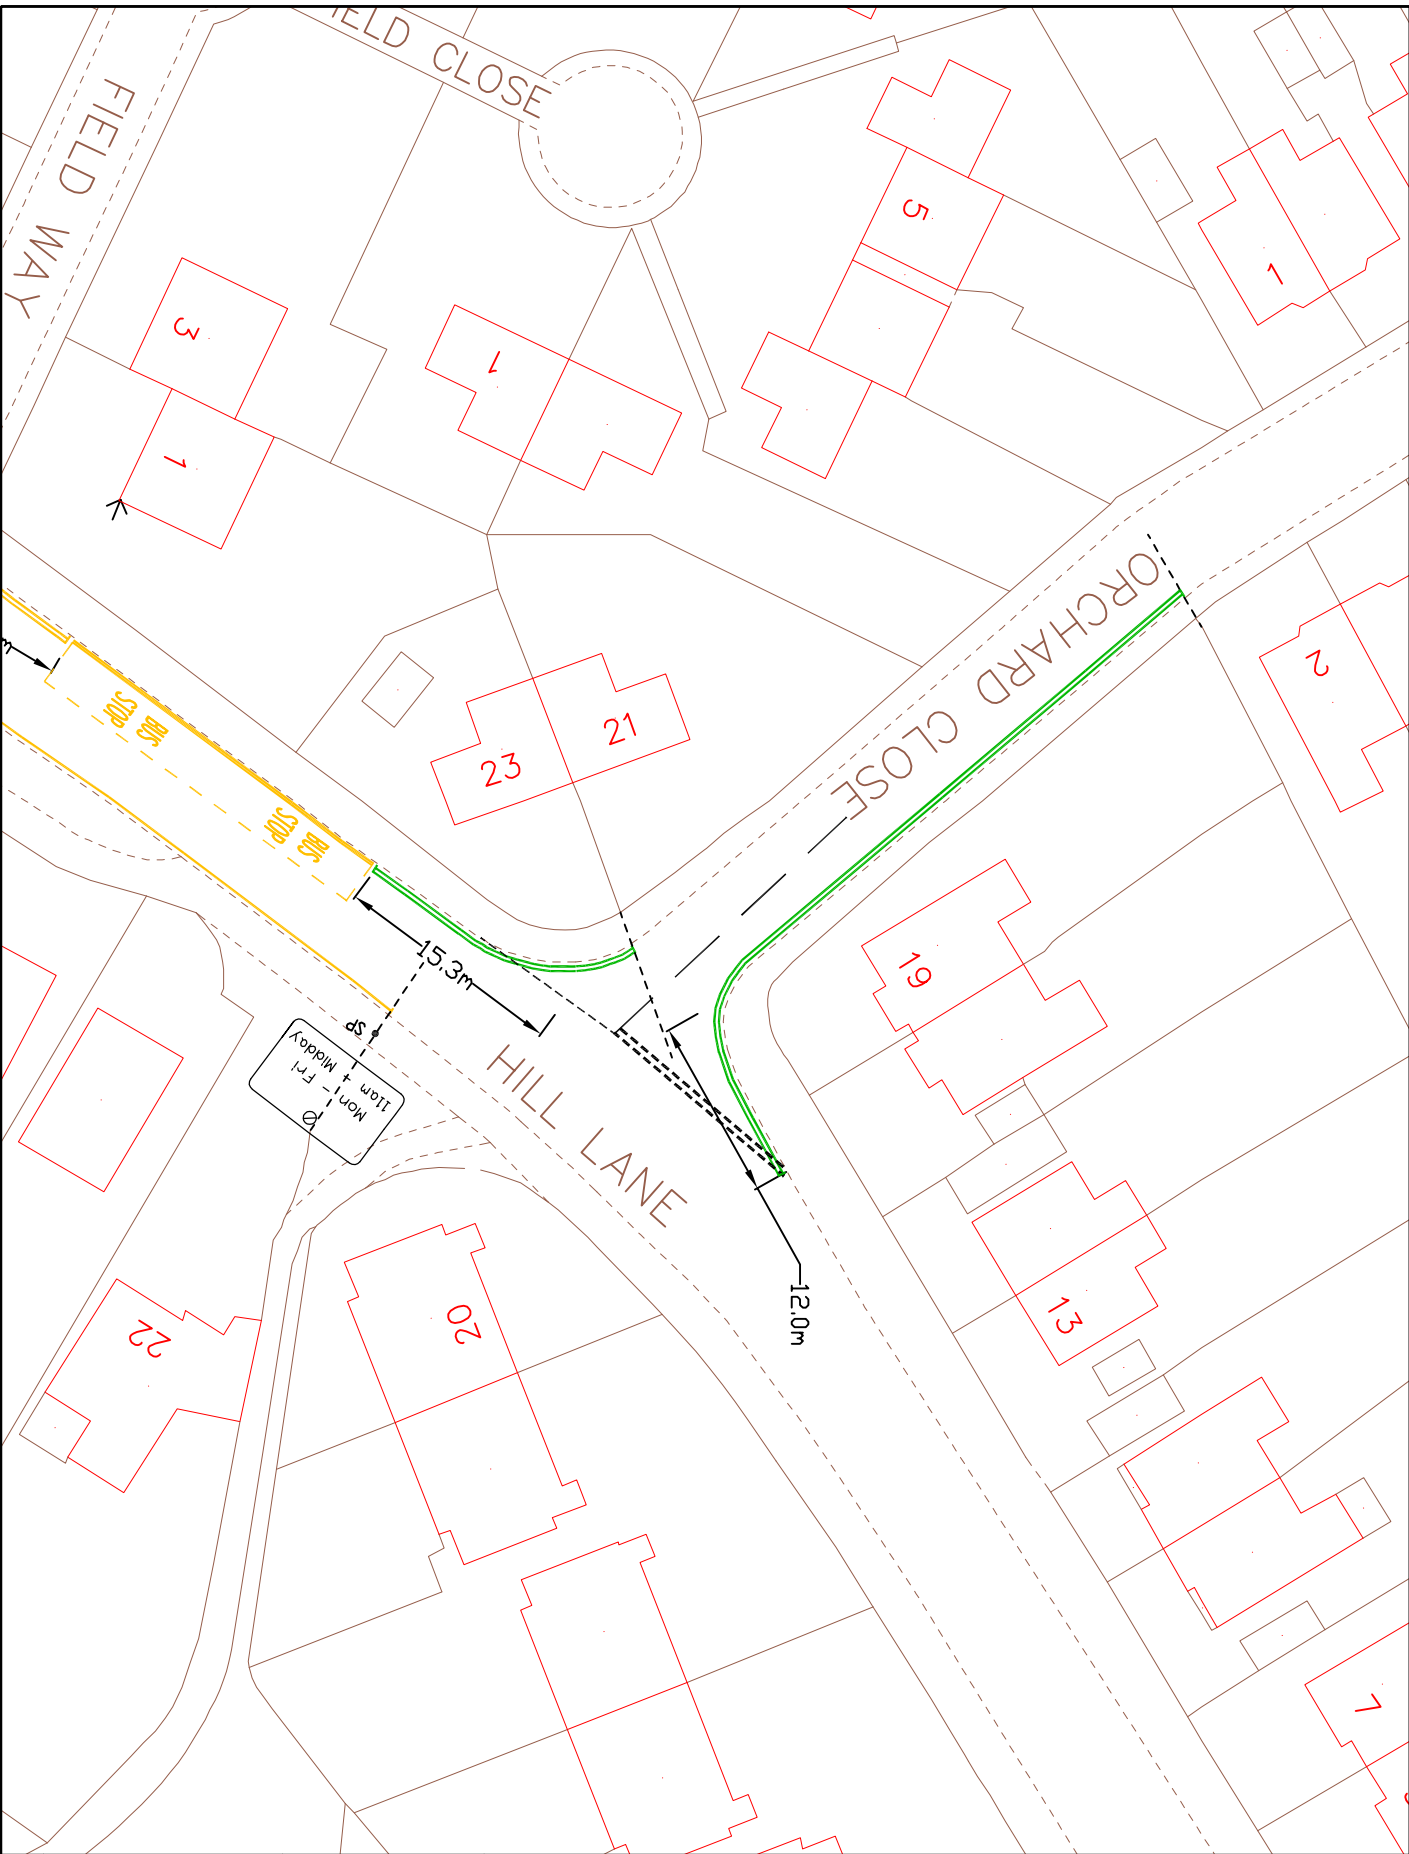 IELD CLOSE
FIELD WAY
5
1
3
1
1
ORCHARD CLOSE
2
21
23
BUS
STOP
BUS
STOP
m
15.3m
19
SP
Mon - Fri
11am - Midday
HILL LANE
12.0m
13
20
22
7